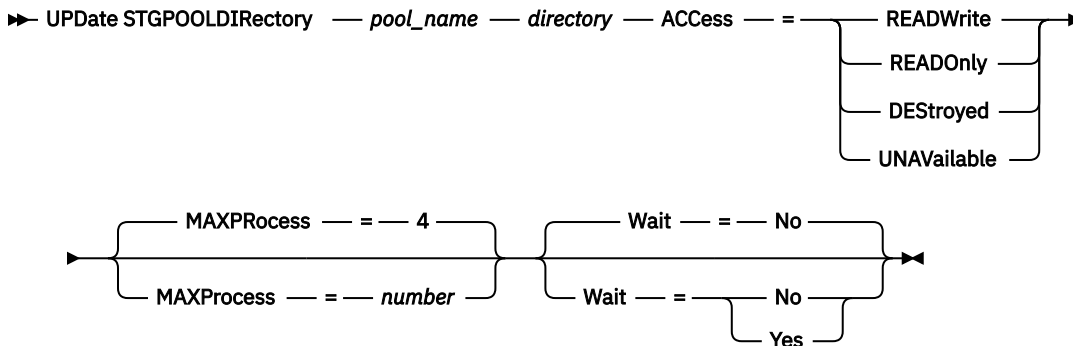 UPDate STGPOOLDIRectory pool_name directory ACCess = READWrite
READOnly
DEStroyed
UNAVailable
MAXPRocess = 4 Wait = No
MAXProcess = number Wait = No
Yes